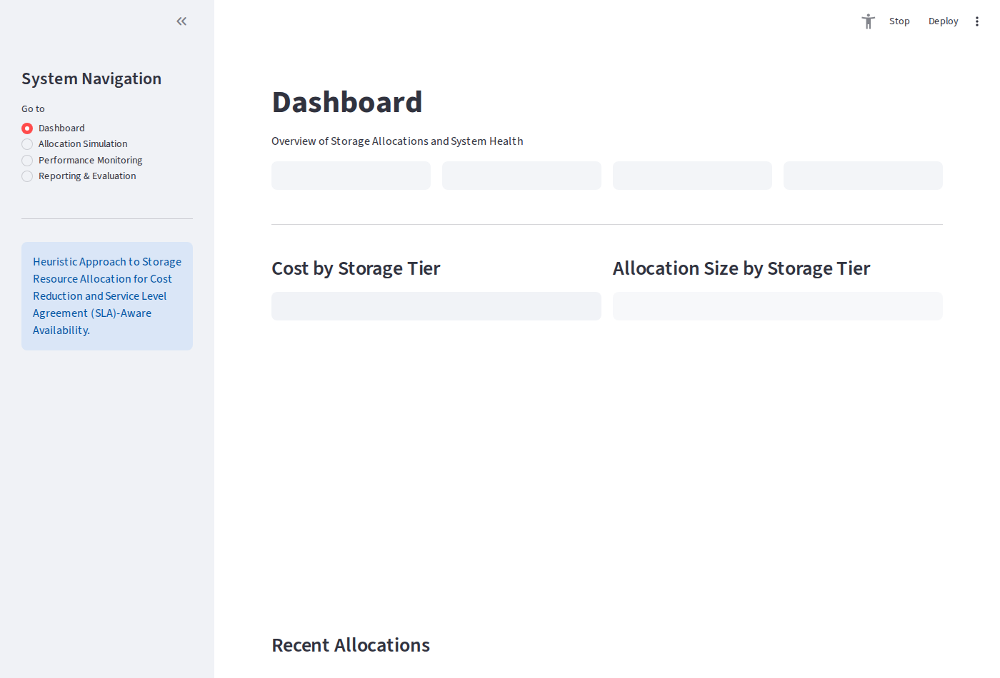 System Navigation
Go to
Dashboard
Allocation Simulation
Performance Monitoring
Reporting & Evaluation
Heuristic Approach to Storage
Resource Allocation for Cost
Reduction and Service Level
Agreement (SLA)-Aware
Availability.
Stop
Deploy
Dashboard
Overview of Storage Allocations and System Health
Cost by Storage Tier
Allocation Size by Storage Tier
Recent Allocations